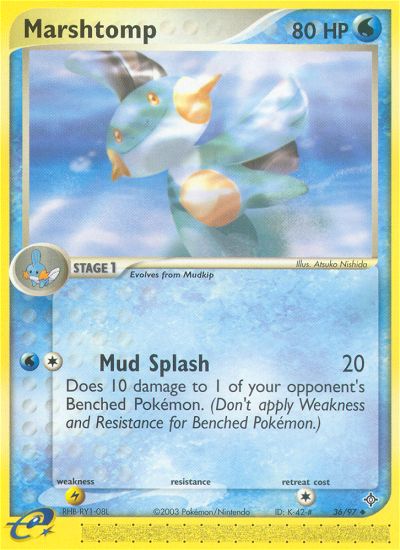 Marshtomp 80 HP
STAGE 1
Evolves from Mudkip
Illus. Atsuko Nishida
Mud Splash 20
Does 10 damage to 1 of your opponent's
Benched Pokémon. (Don't apply Weakness
and Resistance for Benched Pokémon.)
weakness resistance retreat cost
RHB-RY1-08L ©2003 Pokémon/Nintendo ID: K-42-# 36/97
e